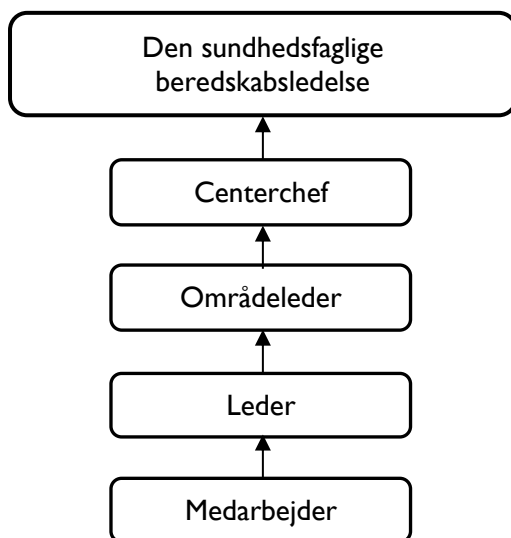 Den sundhedsfaglige
beredskabsledelse
Centerchef
Områdeleder
Leder
Medarbejder